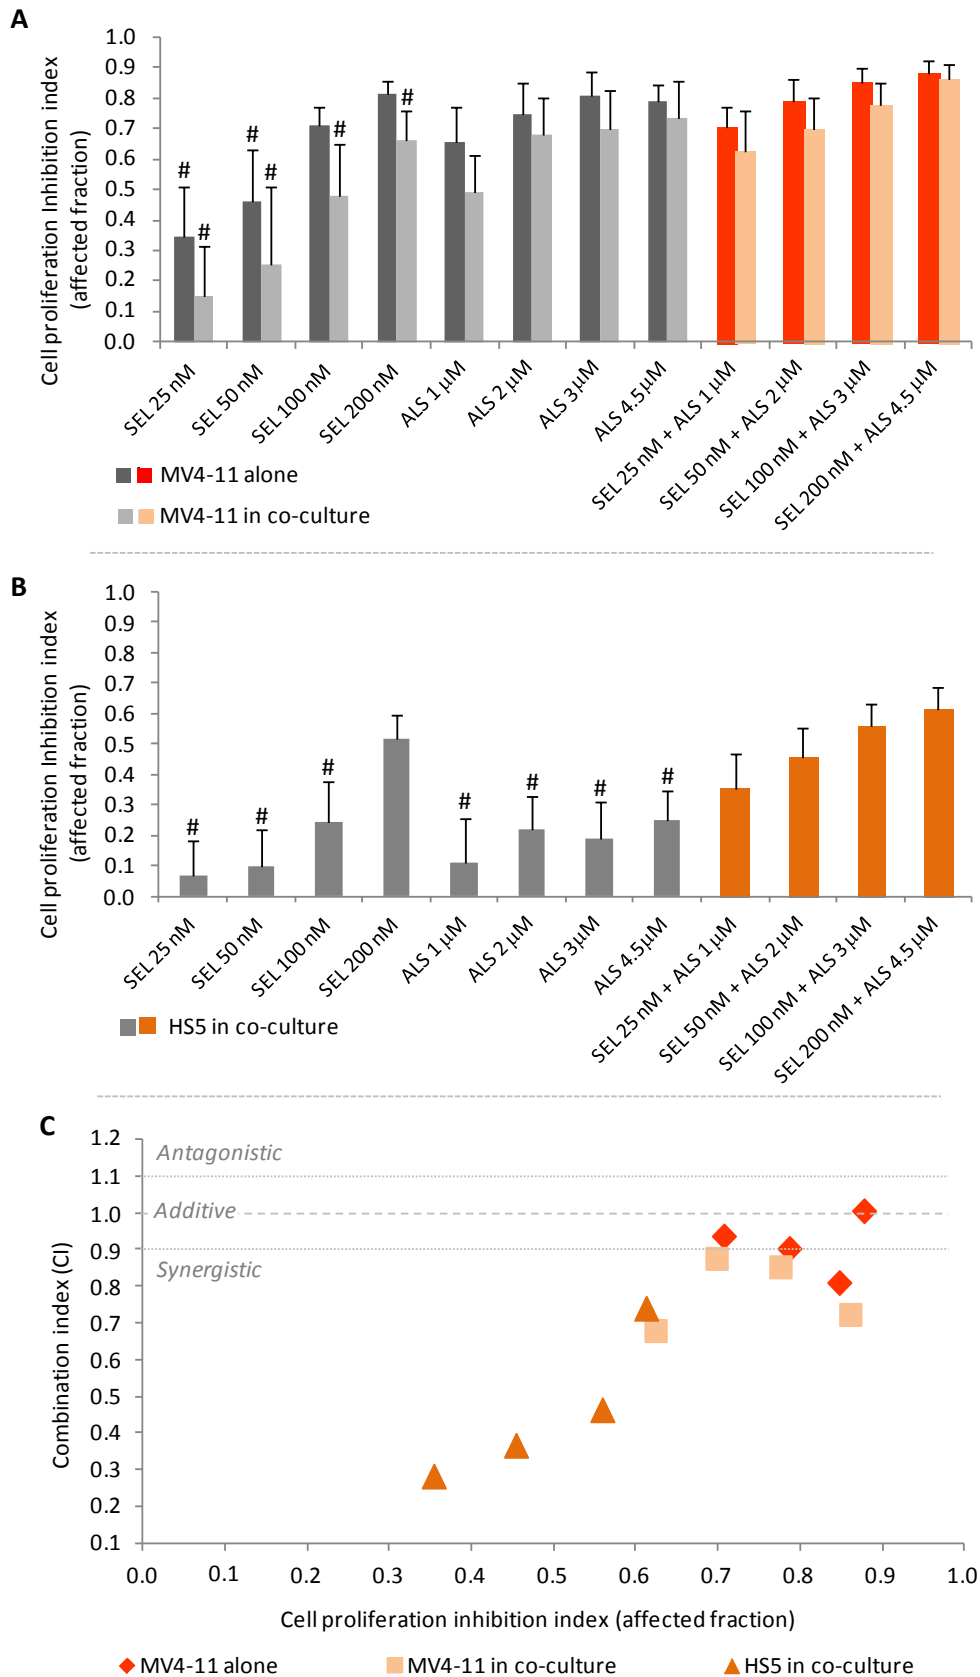 A
Cell proliferation Inhibition index
(affected fraction)
1.0
0.9
0.8
0.7
0.6
0.5
0.4
0.3
0.2
0.1
0.0
# # # # # #
SEL 25 nM
SEL 50 nM
SEL 100 nM
SEL 200 nM
ALS 1 µM
ALS 2 µM
ALS 3µM
ALS 4.5µM
SEL 25 nM + ALS 1 µM
SEL 50 nM + ALS 2 µM
SEL 100 nM + ALS 3 µM
SEL 200 nM + ALS 4.5 µM
MV4-11 alone
MV4-11 in co-culture
B
Cell proliferation Inhibition index
(affected fraction)
1.0
0.9
0.8
0.7
0.6
0.5
0.4
0.3
0.2
0.1
0.0
# # # # # # #
SEL 25 nM
SEL 50 nM
SEL 100 nM
SEL 200 nM
ALS 1 µM
ALS 2 µM
ALS 3µM
ALS 4.5µM
SEL 25 nM + ALS 1 µM
SEL 50 nM + ALS 2 µM
SEL 100 nM + ALS 3 µM
SEL 200 nM + ALS 4.5 µM
HS5 in co-culture
C
Combination index (CI)
1.2
1.1
1.0
0.9
0.8
0.7
0.6
0.5
0.4
0.3
0.2
0.1
Antagonistic
Additive
Synergistic
0.0 0.1 0.2 0.3 0.4 0.5 0.6 0.7 0.8 0.9 1.0
Cell proliferation inhibition index (affected fraction)
MV4-11 alone MV4-11 in co-culture HS5 in co-culture